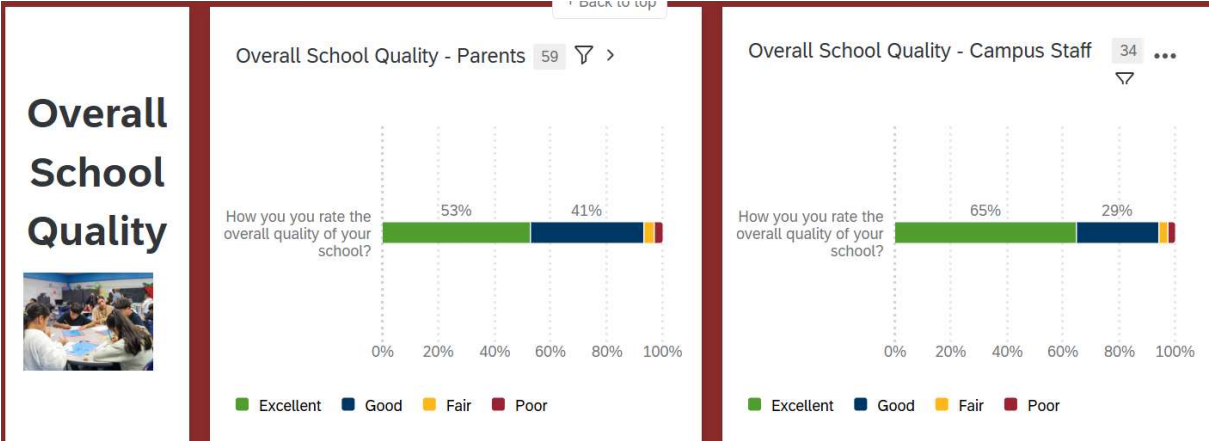 Back to top
Overall
School
Quality
Overall School Quality - Parents 59
53% 41%
How you you rate the
overall quality of your
school?
0% 20% 40% 60% 80% 100%
Excellent Good Fair Poor
Overall School Quality - Campus Staff 34
65% 29%
How you you rate the
overall quality of your
school?
0% 20% 40% 60% 80% 100%
Excellent Good Fair Poor